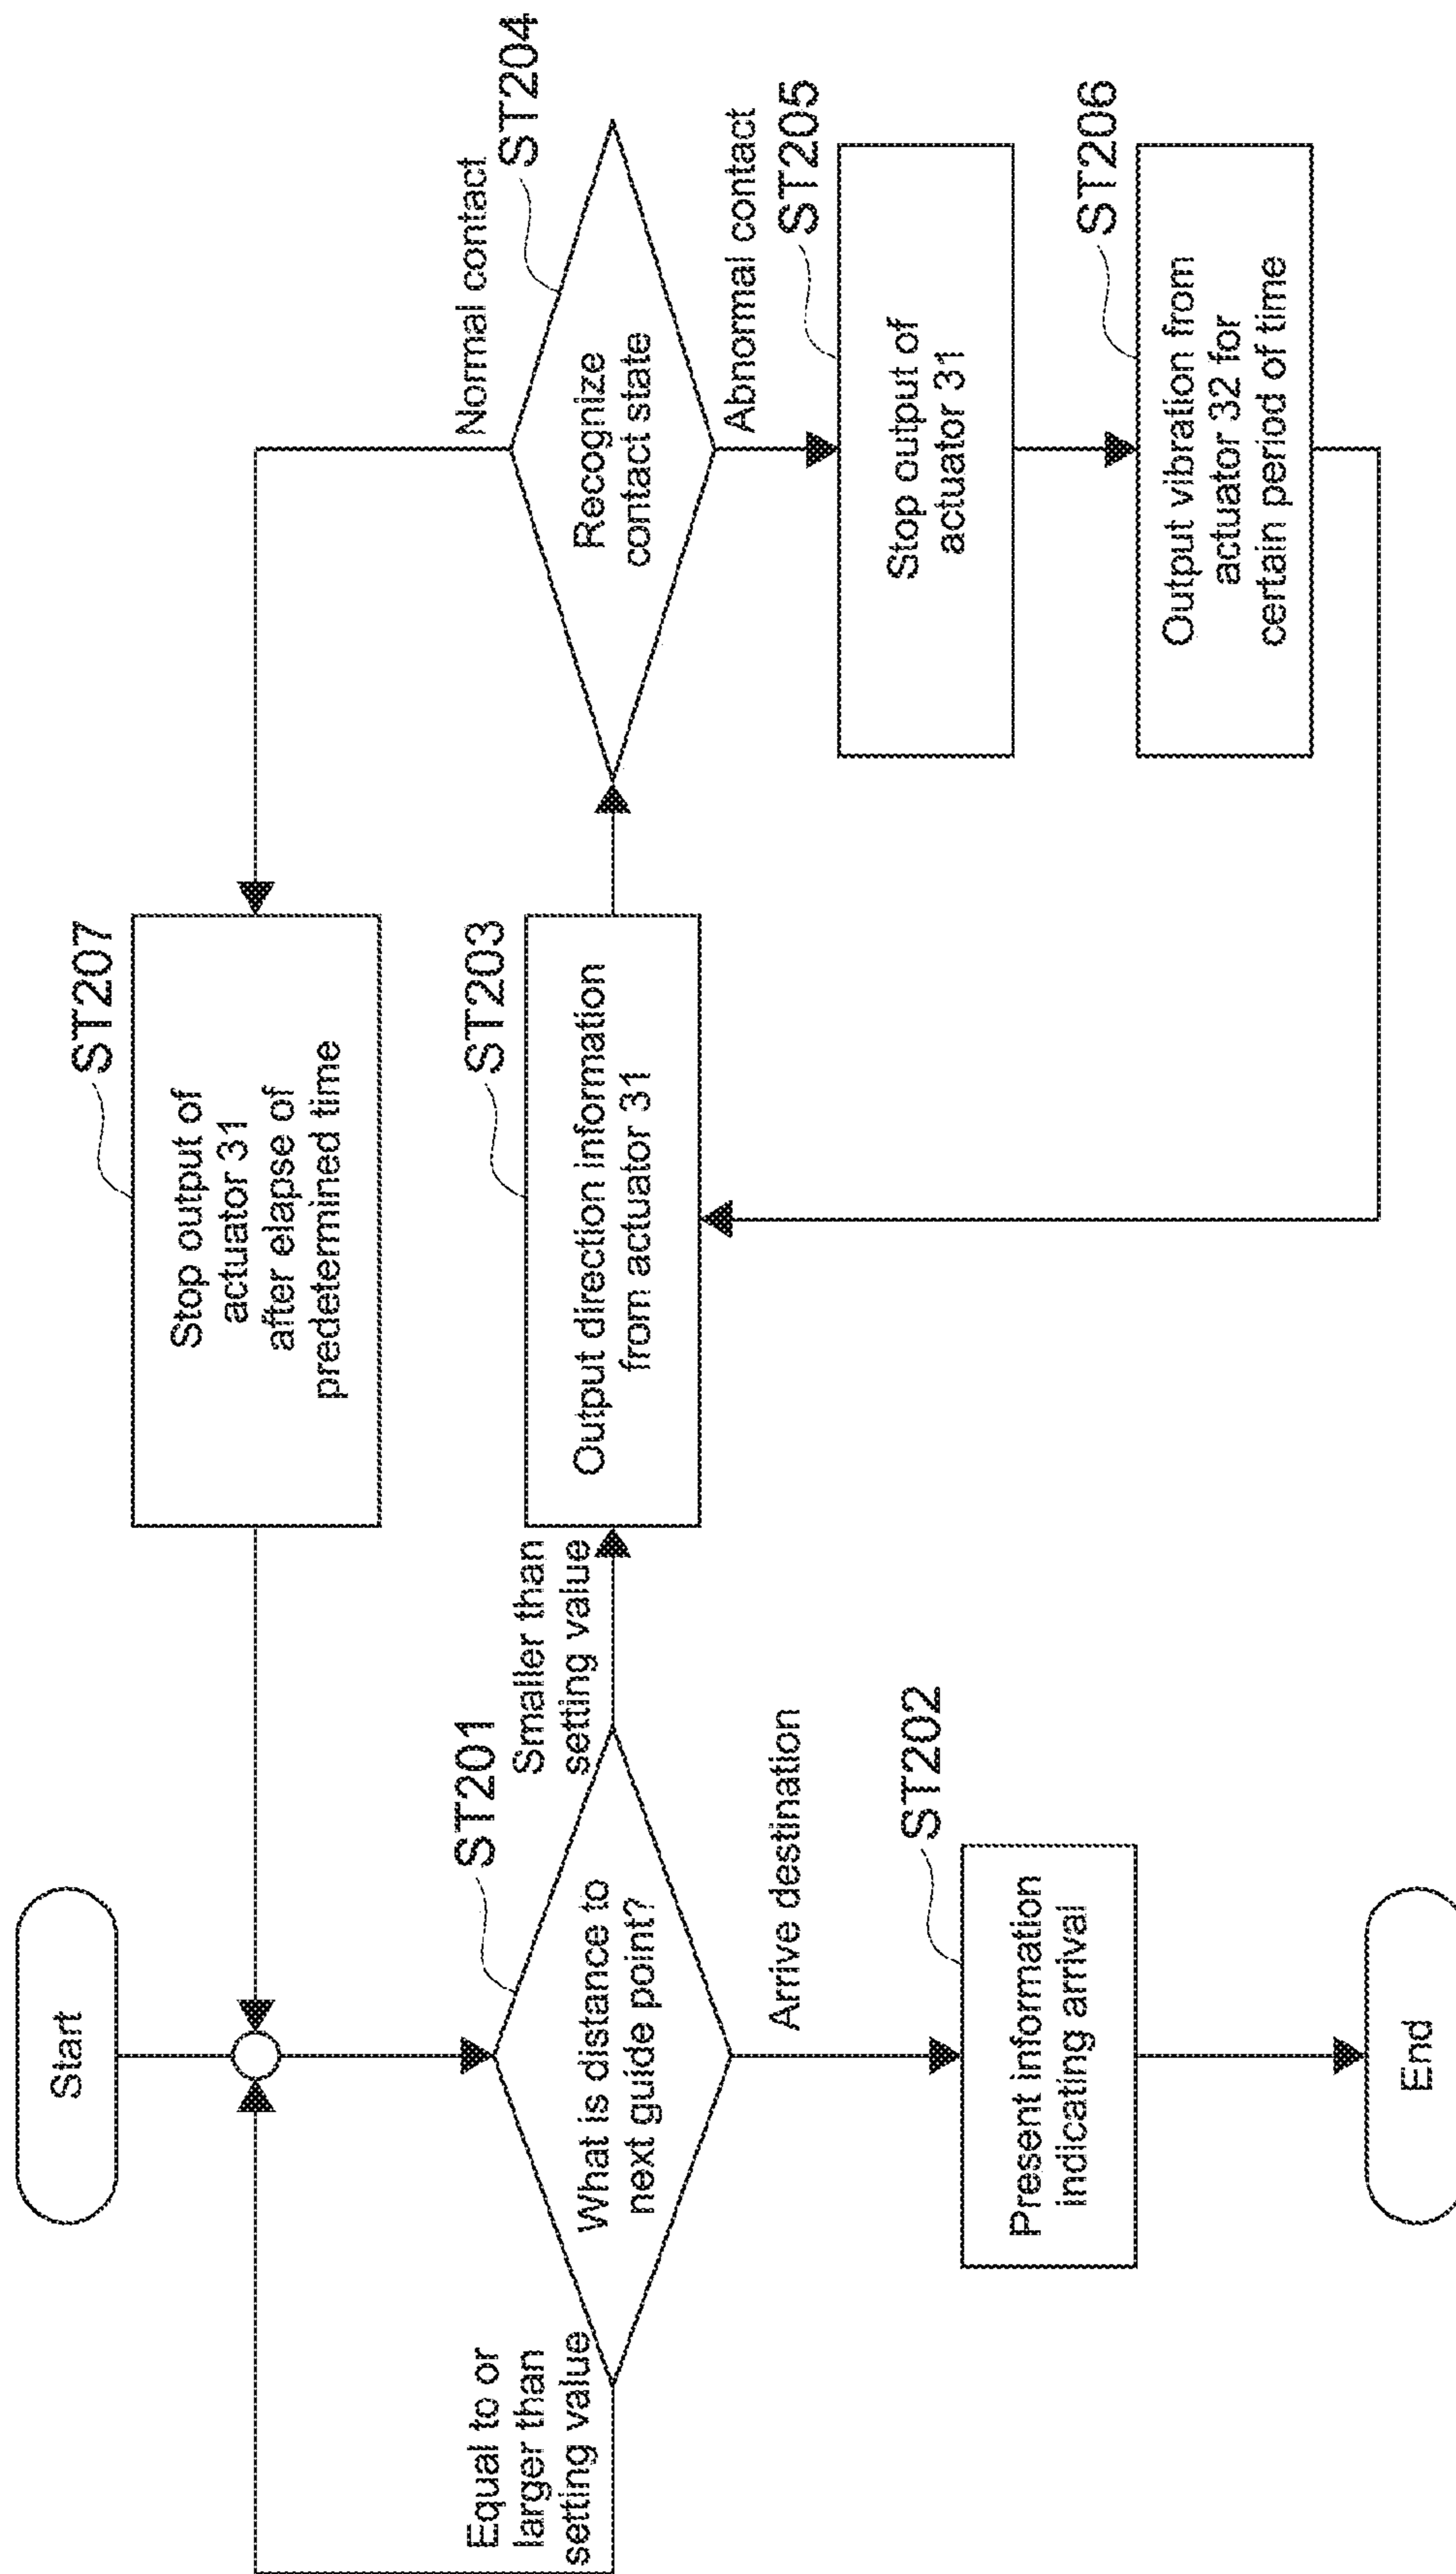 Start
ST201
What is distance to
next guide point?
Equal to or
larger than
setting value
Smaller than
setting value
Arrive destination
ST202
Present information
indicating arrival
End
ST207
Stop output of
actuator 31
after elapse of
predetermined time
ST203
Output direction information
from actuator 31
ST204
Recognize
contact state
Normal contact
Abnormal contact
ST205
Stop output of
actuator 31
ST206
Output vibration from
actuator 32 for
certain period of time